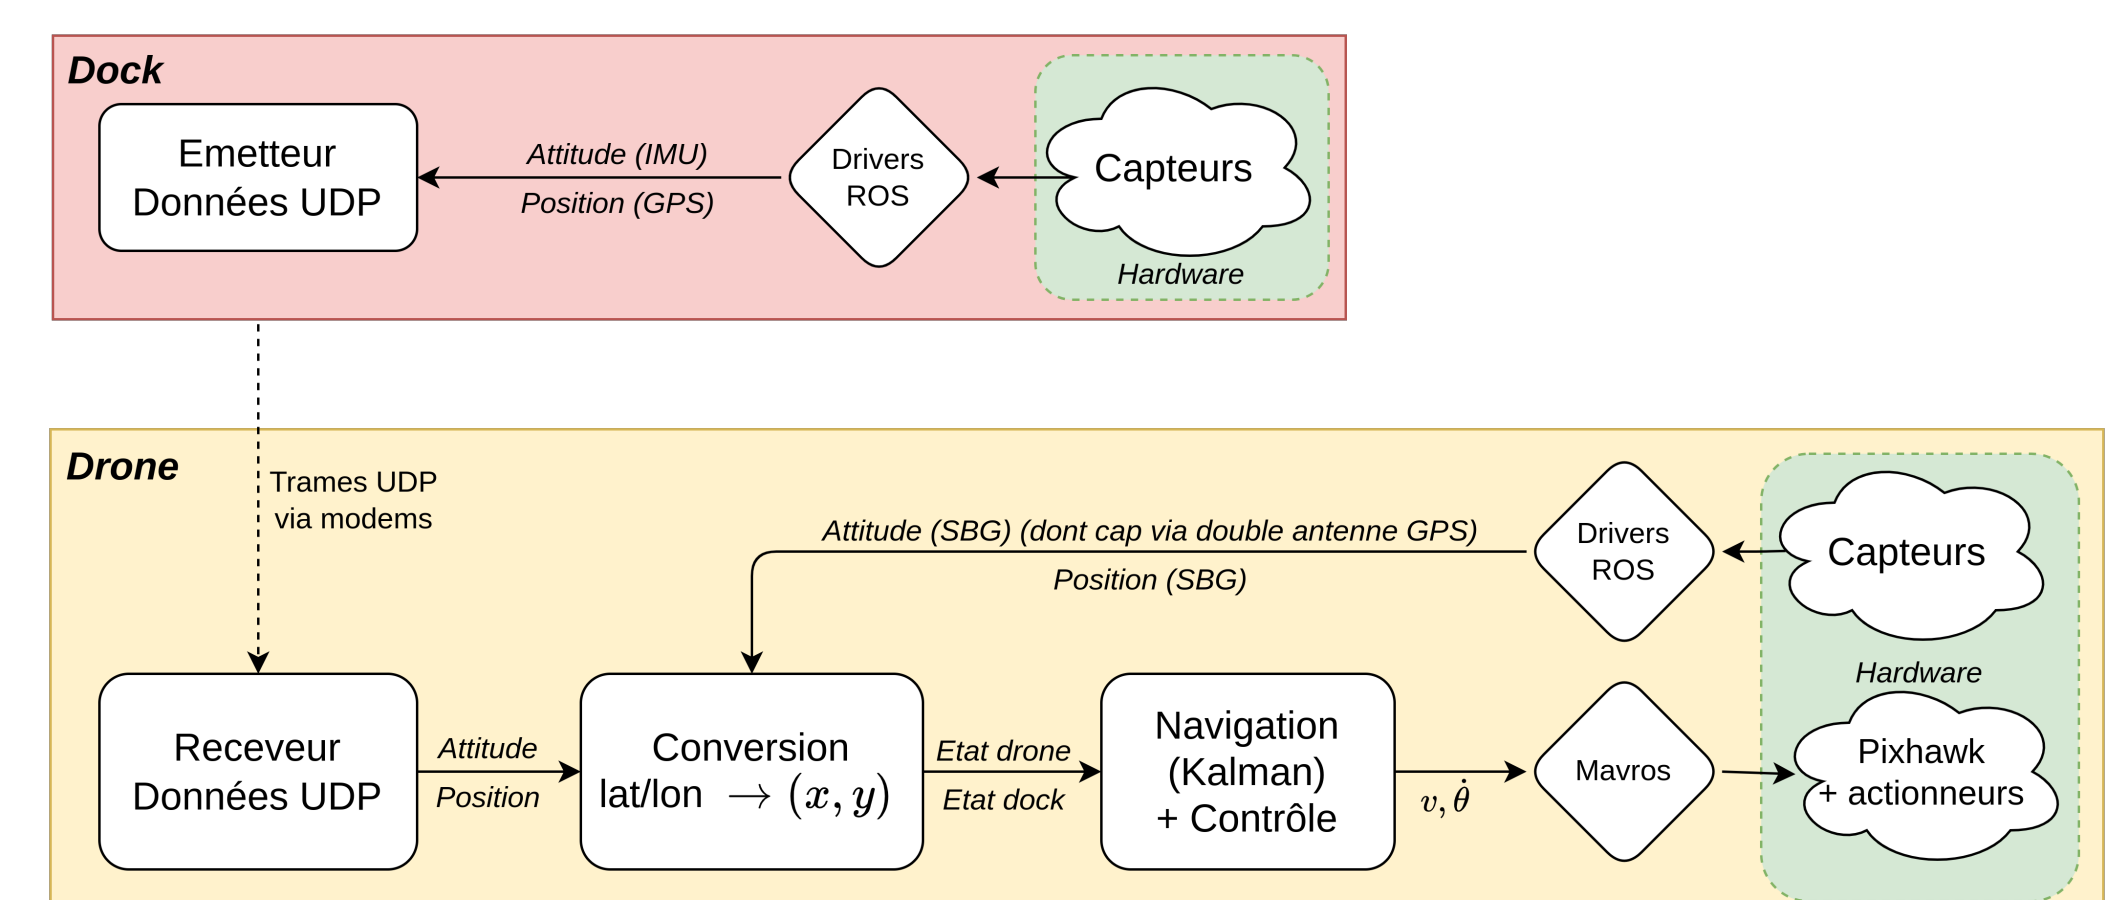 Dock
Emetteur
Données UDP
Attitude (IMU)
Position (GPS)
Drivers
ROS
Capteurs
Hardware
Drone
Trames UDP
via modems
Attitude (SBG) (dont cap via double antenne GPS)
Position (SBG)
Drivers
ROS
Capteurs
Hardware
Receveur
Données UDP
Attitude
Position
Conversion
lat/lon → (x, y)
Etat drone
Etat dock
Navigation
(Kalman)
+ Contrôle
v, θ̇
Mavros
Pixhawk
+ actionneurs